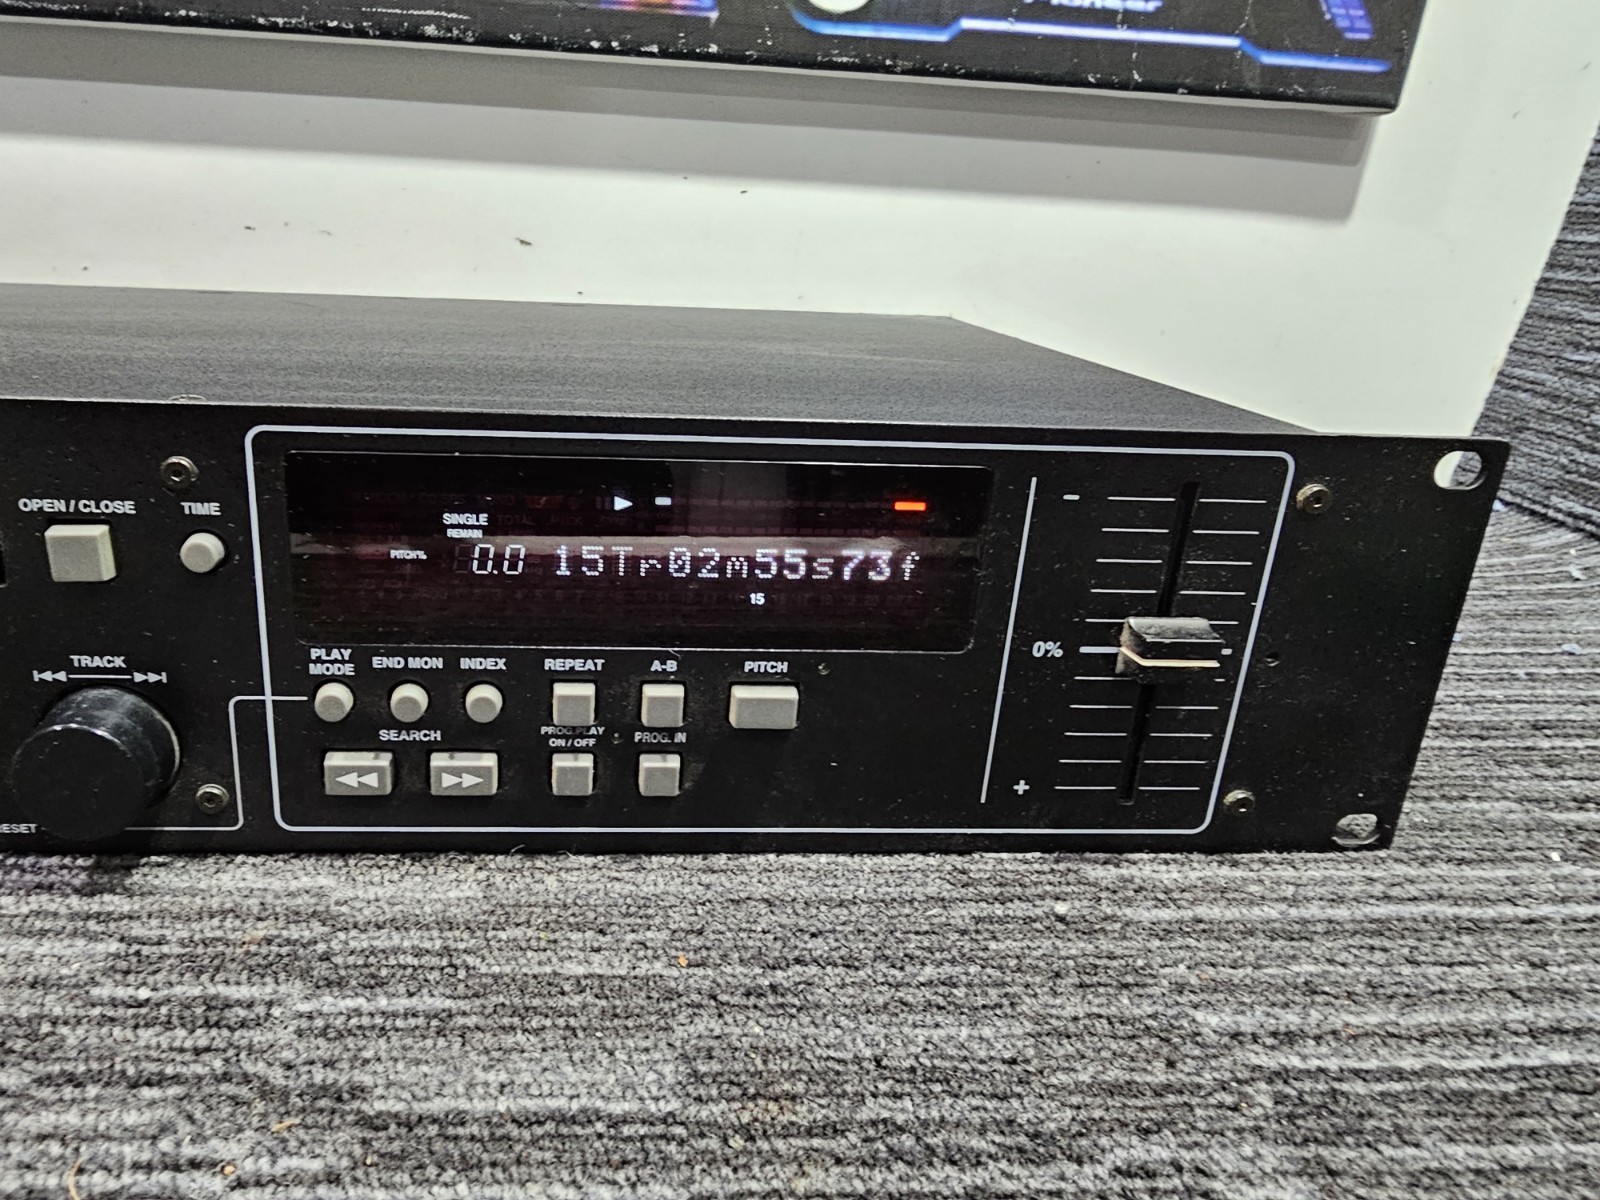 Pioneer
OPEN / CLOSE
TIME
SINGLE
REMAIN
PITCH%
0.0 15Tr02m55s73f
15
TRACK
PLAY MODE
END MON
INDEX
REPEAT
A-B
PITCH
SEARCH
PROG.PLAY ON / OFF
PROG. IN
-
0%
+